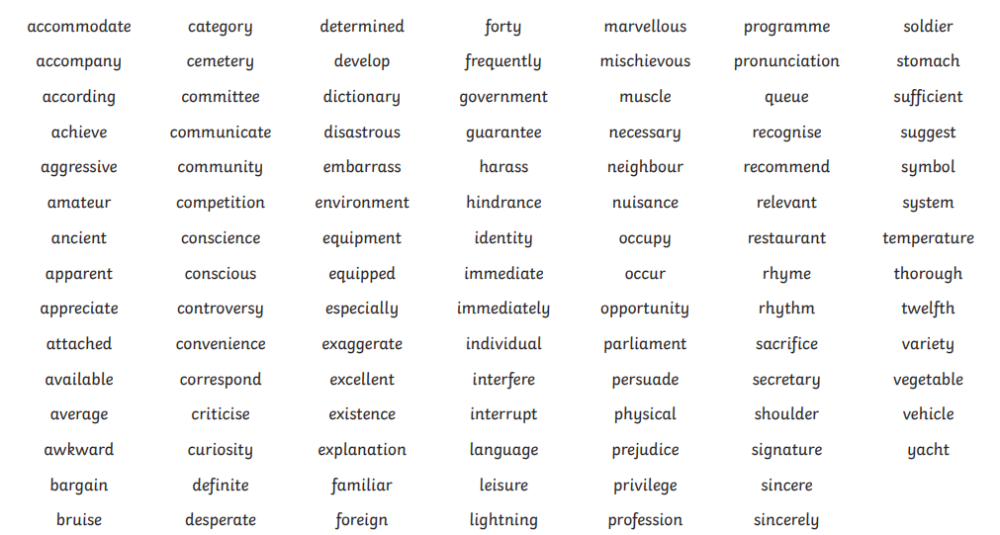 accommodate category determined forty marvellous programme soldier
accompany cemetery develop frequently mischievous pronunciation stomach
according committee dictionary government muscle queue sufficient
achieve communicate disastrous guarantee necessary recognise suggest
aggressive community embarrass harass neighbour recommend symbol
amateur competition environment hindrance nuisance relevant system
ancient conscience equipment identity occupy restaurant temperature
apparent conscious equipped immediate occur rhyme thorough
appreciate controversy especially immediately opportunity rhythm twelfth
attached convenience exaggerate individual parliament sacrifice variety
available correspond excellent interfere persuade secretary vegetable
average criticise existence interrupt physical shoulder vehicle
awkward curiosity explanation language prejudice signature yacht
bargain definite familiar leisure privilege sincere
bruise desperate foreign lightning profession sincerely